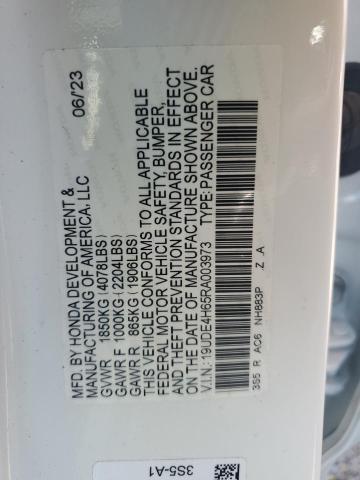 MFD. BY HONDA DEVELOPMENT & 06/'23
MANUFACTURING OF AMERICA, LLC
GVWR 1850KG (4078LBS)
GAWR F 1000KG (2204LBS)
GAWR R 865KG (1906LBS)
THIS VEHICLE CONFORMS TO ALL APPLICABLE
FEDERAL MOTOR VEHICLE SAFETY, BUMPER,
AND THEFT PREVENTION STANDARDS IN EFFECT
ON THE DATE OF MANUFACTURE SHOWN ABOVE.
V.I.N.:19UDE4H65RA003973 TYPE:PASSENGER CAR
3S5 R AC6 NH883P Z A
3S5-A1